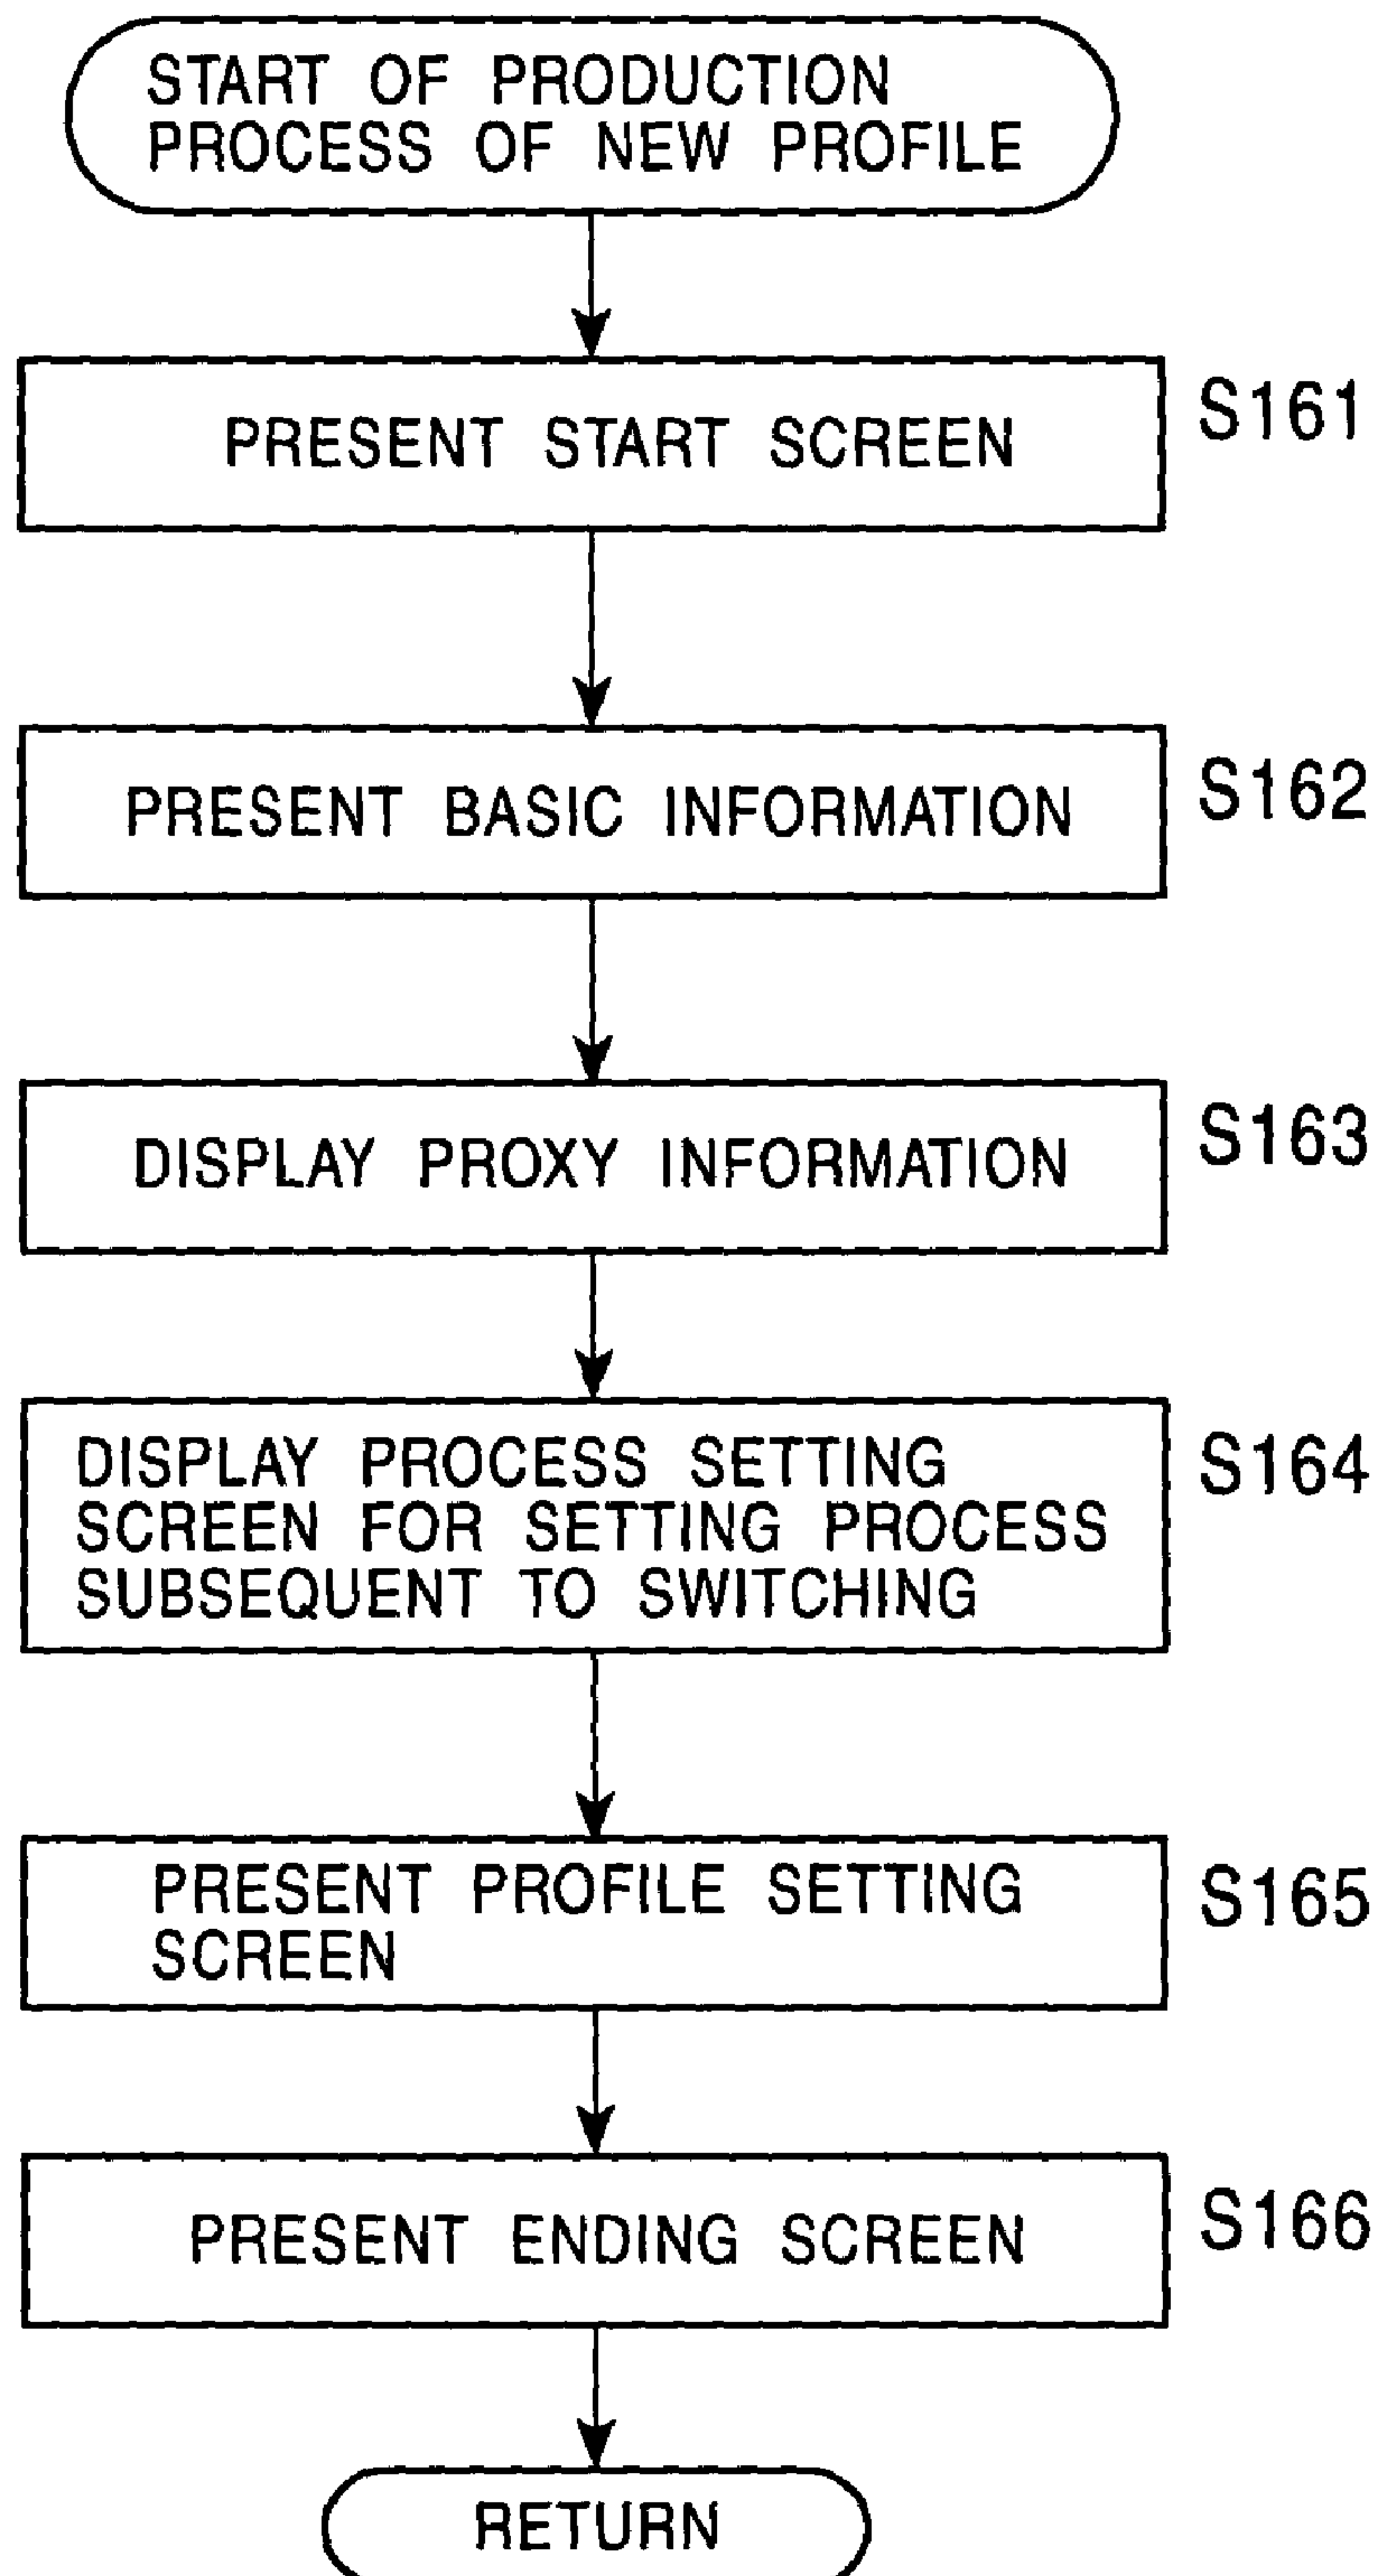 START OF PRODUCTION
PROCESS OF NEW PROFILE
PRESENT START SCREEN
S161
PRESENT BASIC INFORMATION
S162
DISPLAY PROXY INFORMATION
S163
DISPLAY PROCESS SETTING
SCREEN FOR SETTING PROCESS
SUBSEQUENT TO SWITCHING
S164
PRESENT PROFILE SETTING
SCREEN
S165
PRESENT ENDING SCREEN
S166
RETURN